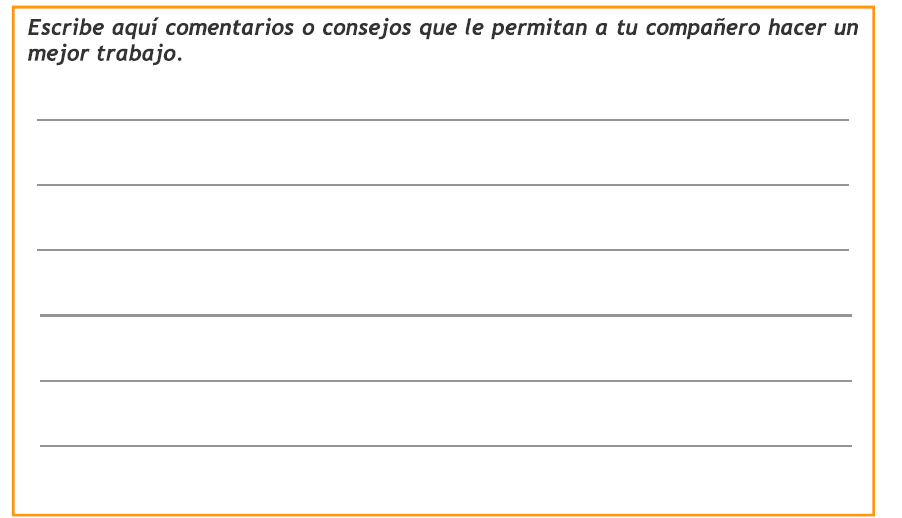 Escribe aquí comentarios o consejos que le permitan a tu compañero hacer un
mejor trabajo.